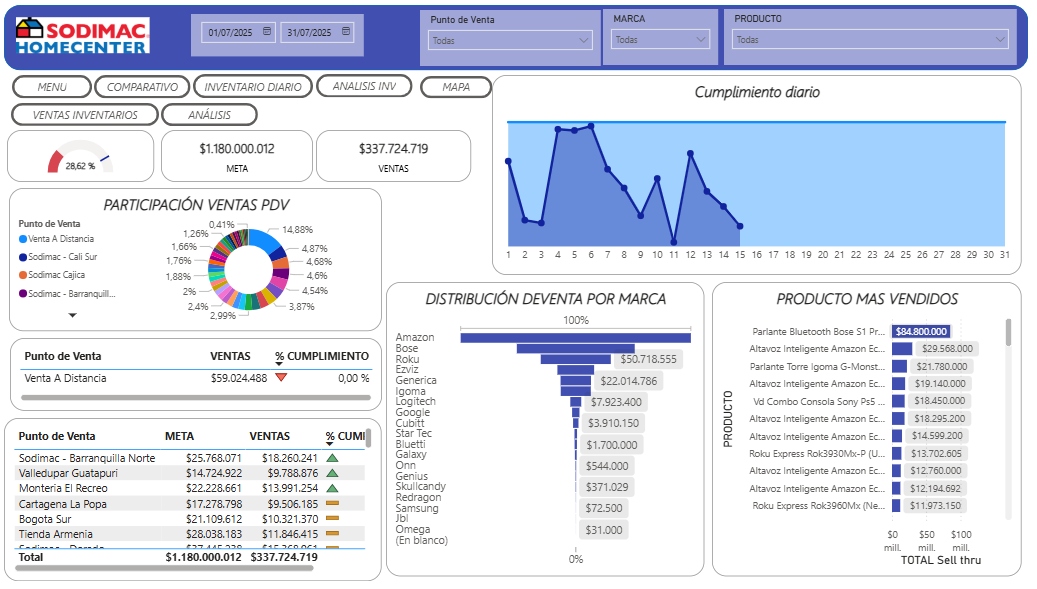 SODIMAC
HOMECENTER
01/07/2025
31/07/2025
Punto de Venta
Todas
MARCA
Todas
PRODUCTO
Todas
MENU
COMPARATIVO
INVENTARIO DIARIO
ANALISIS INV
MAPA
VENTAS INVENTARIOS
ANÁLISIS
28,62 %
$1.180.000.012
META
$337.724.719
VENTAS
Cumplimiento diario
1 2 3 4 5 6 7 8 9 10 11 12 13 14 15 16 17 18 19 20 21 22 23 24 25 26 27 28 29 30 31
PARTICIPACIÓN VENTAS PDV
Punto de Venta
Venta A Distancia
Sodimac - Cali Sur
Sodimac Cajica
Sodimac - Barranquill...
0,41%
1,26%
1,66%
1,76%
1,88%
2%
2,4%
2,99%
14,88%
4,87%
4,68%
4,6%
4,54%
3,87%
Punto de Venta VENTAS % CUMPLIMIENTO
Venta A Distancia $59.024.488 0,00 %
Punto de Venta META VENTAS % CUMI
Sodimac - Barranquilla Norte $25.768.071 $18.260.241
Valledupar Guatapuri $14.724.922 $9.788.876
Monteria El Recreo $22.228.661 $13.991.254
Cartagena La Popa $17.278.798 $9.506.185
Bogota Sur $21.109.612 $10.321.370
Tienda Armenia $28.038.183 $11.846.415
Total $1.180.000.012 $337.724.719
DISTRIBUCIÓN DEVENTA POR MARCA
100%
Amazon
Bose
Roku $50.718.555
Ezviz
Generica $22.014.786
Igoma
Logitech $7.923.400
Google
Cubitt $3.910.150
Star Tec
Bluetti $1.700.000
Galaxy
Onn $544.000
Genius
Skullcandy $371.029
Redragon
Samsung $72.500
Jbl
Omega $31.000
(En blanco)
0%
PRODUCTO MAS VENDIDOS
PRODUCTO
Parlante Bluetooth Bose S1 Pr... $84.800.000
Altavoz Inteligente Amazon Ec... $29.568.000
Parlante Torre Igoma G-Monst... $21.780.000
Altavoz Inteligente Amazon Ec... $19.140.000
Vd Combo Consola Sony Ps5 ... $18.450.000
Altavoz Inteligente Amazon Ec... $18.295.200
Altavoz Inteligente Amazon Ec... $14.599.200
Roku Express Rok3930Mx-P (U... $13.702.605
Altavoz Inteligente Amazon Ec... $12.760.000
Altavoz Inteligente Amazon Ec... $12.194.692
Roku Express Rok3960Mx (Ne... $11.973.150
$0 mill.
$50 mill.
$100 mill.
TOTAL Sell thru